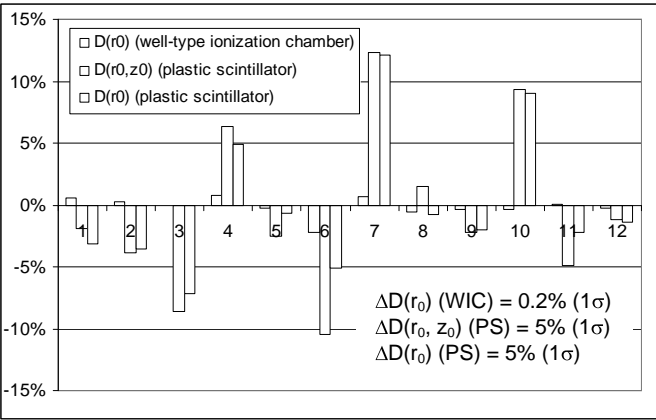 15%
D(r0) (well-type ionization chamber)
D(r0,z0) (plastic scintillator)
D(r0) (plastic scintillator)
10%
5%
0%
1 2 3 4 5 6 7 8 9 10 11 12
-5%
ΔD(r₀) (WIC) = 0.2% (1σ)
ΔD(r₀, z₀) (PS) = 5% (1σ)
ΔD(r₀) (PS) = 5% (1σ)
-10%
-15%